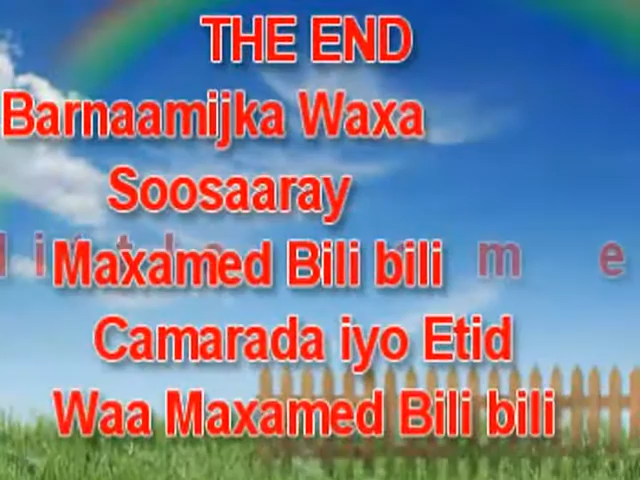 THE END
Barnaamijka Waxa
Soosaaray
Maxamed Bili bili
Camarada iyo Etid
Waa Maxamed Bili bili